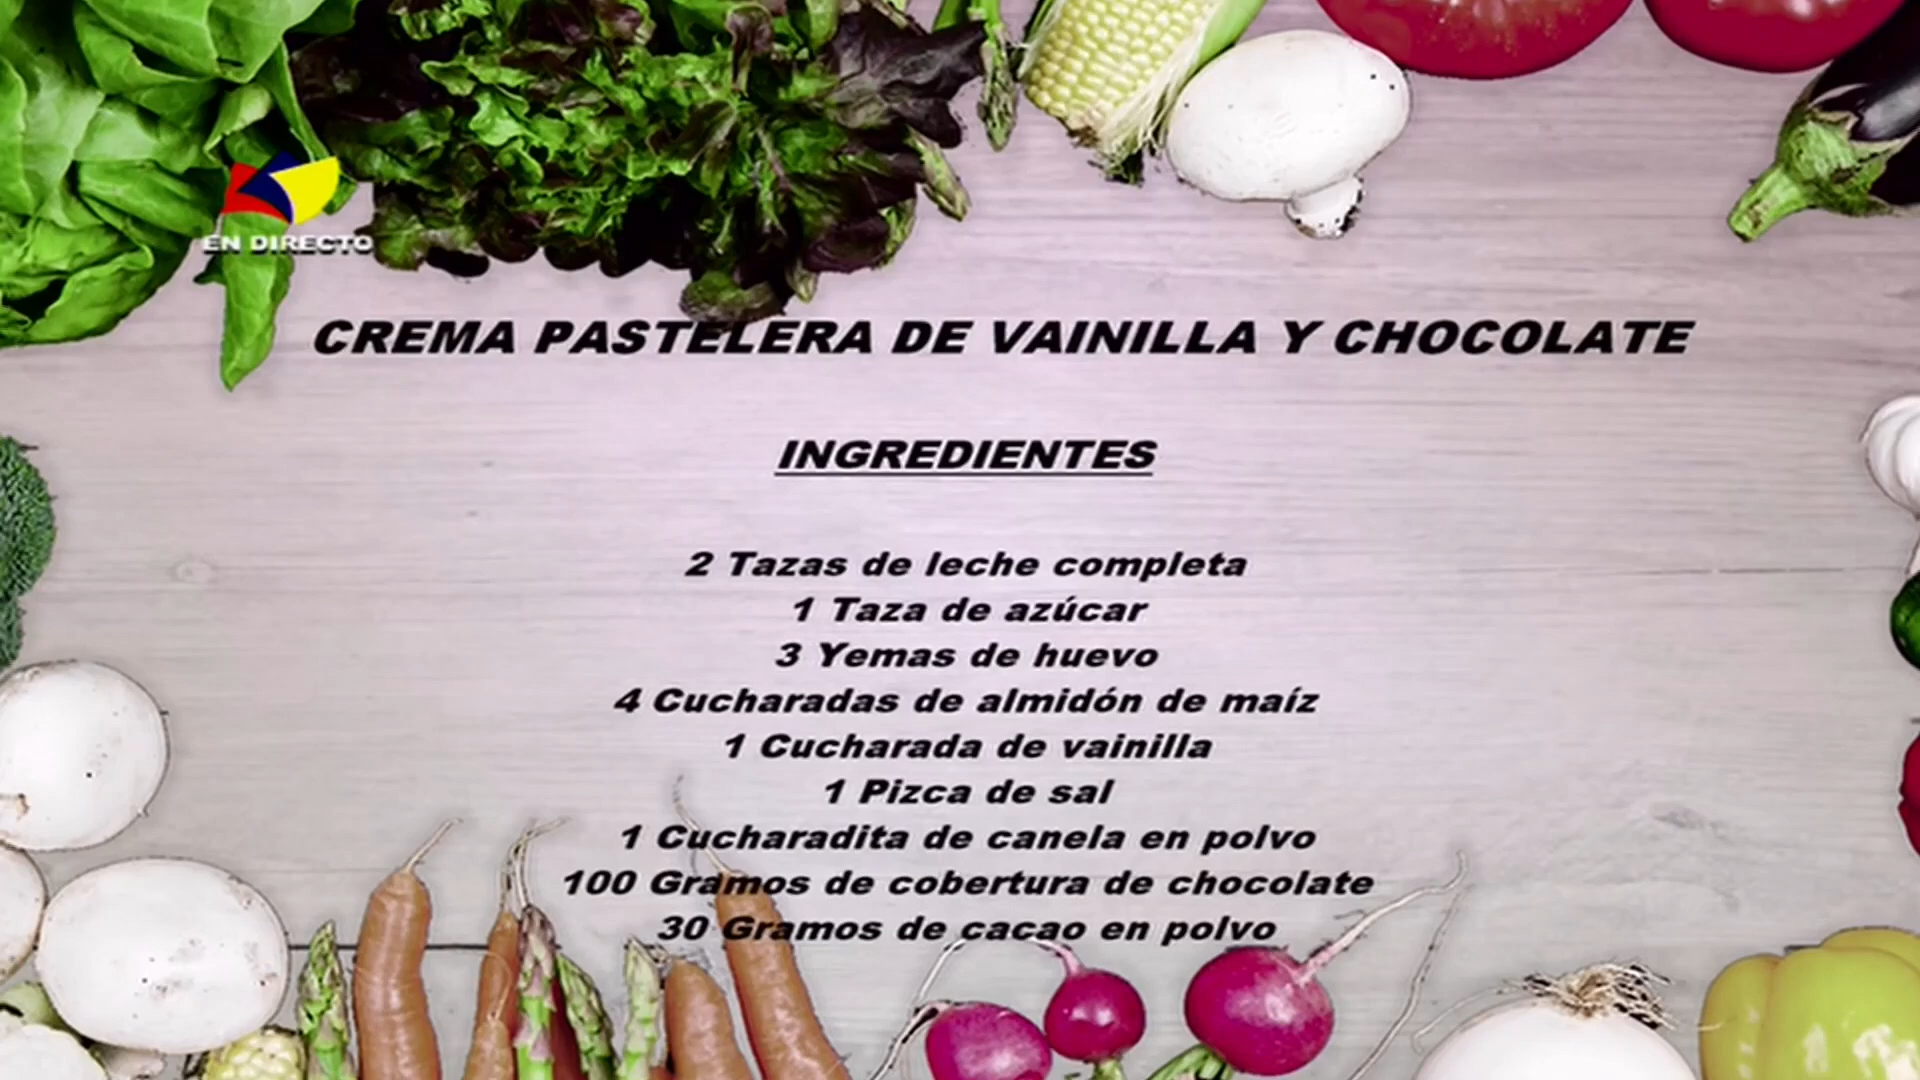 EN DIRECTO
CREMA PASTELERA DE VAINILLA Y CHOCOLATE
INGREDIENTES
2 Tazas de leche completa
1 Taza de azúcar
3 Yemas de huevo
4 Cucharadas de almidón de maíz
1 Cucharada de vainilla
1 Pizca de sal
1 Cucharadita de canela en polvo
100 Gramos de cobertura de chocolate
30 Gramos de cacao en polvo